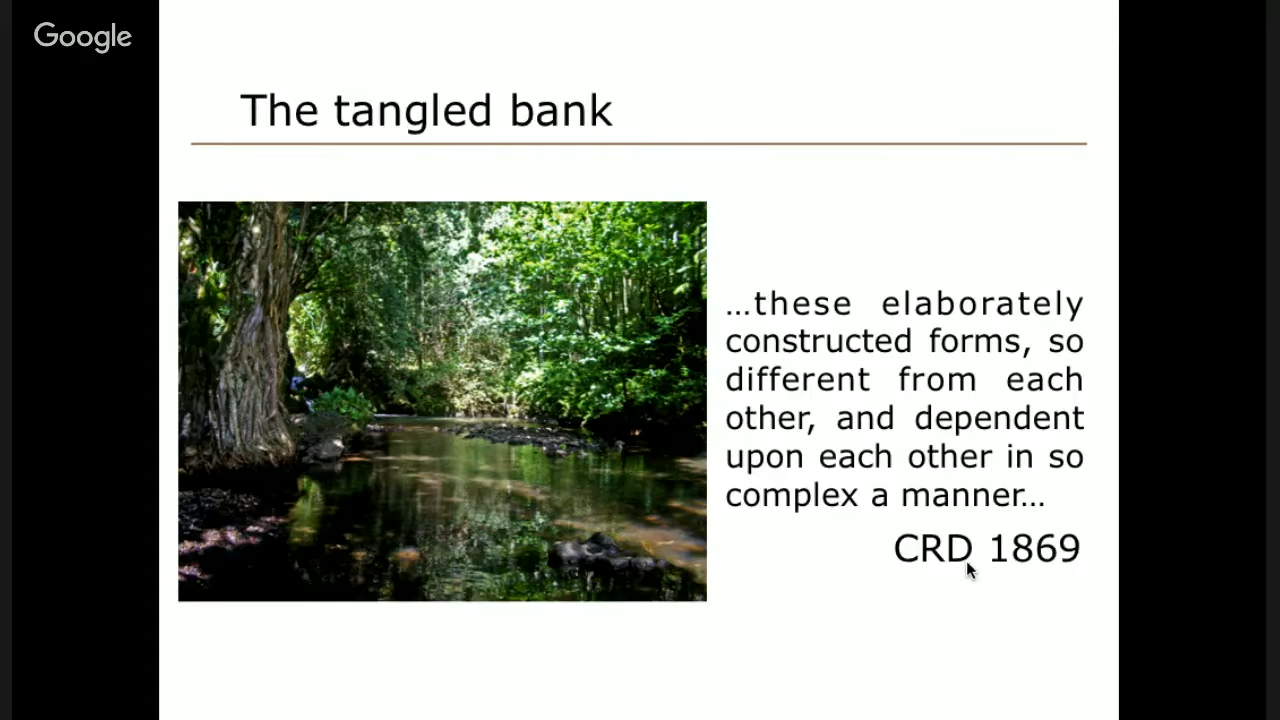 Google
The tangled bank
…these elaborately
constructed forms, so
different from each
other, and dependent
upon each other in so
complex a manner…
CRD 1869